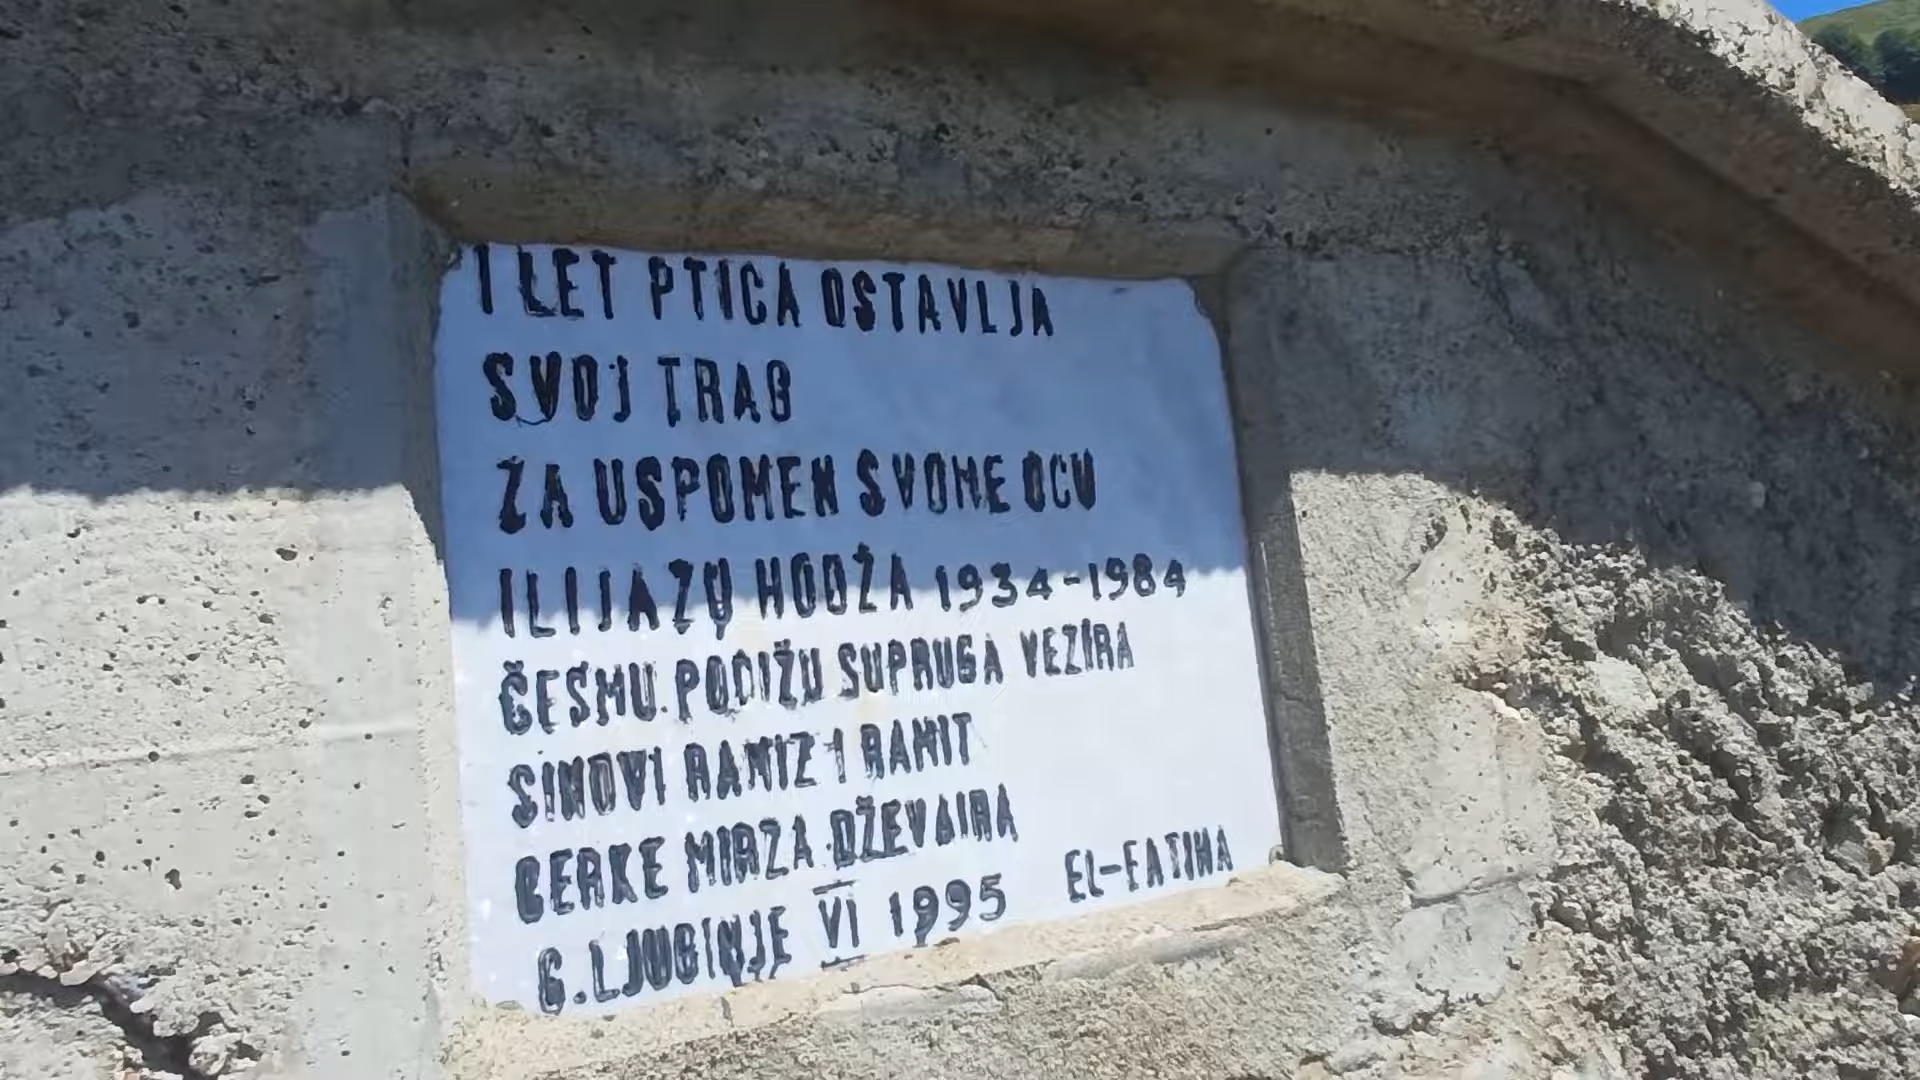 I LET PTICA OSTAVLJA
SVOJ TRAG
ZA USPOMEN SVOME OCU
ILIJAZU HODŽA 1934-1984
ČESMU PODIŽU SUPRUGA VEZIRA
SINOVI RAMIZ I RAMIT
CERKE MIRZA DŽEVAIRA
G.LJUBINJE VI 1995 EL-FATIHA